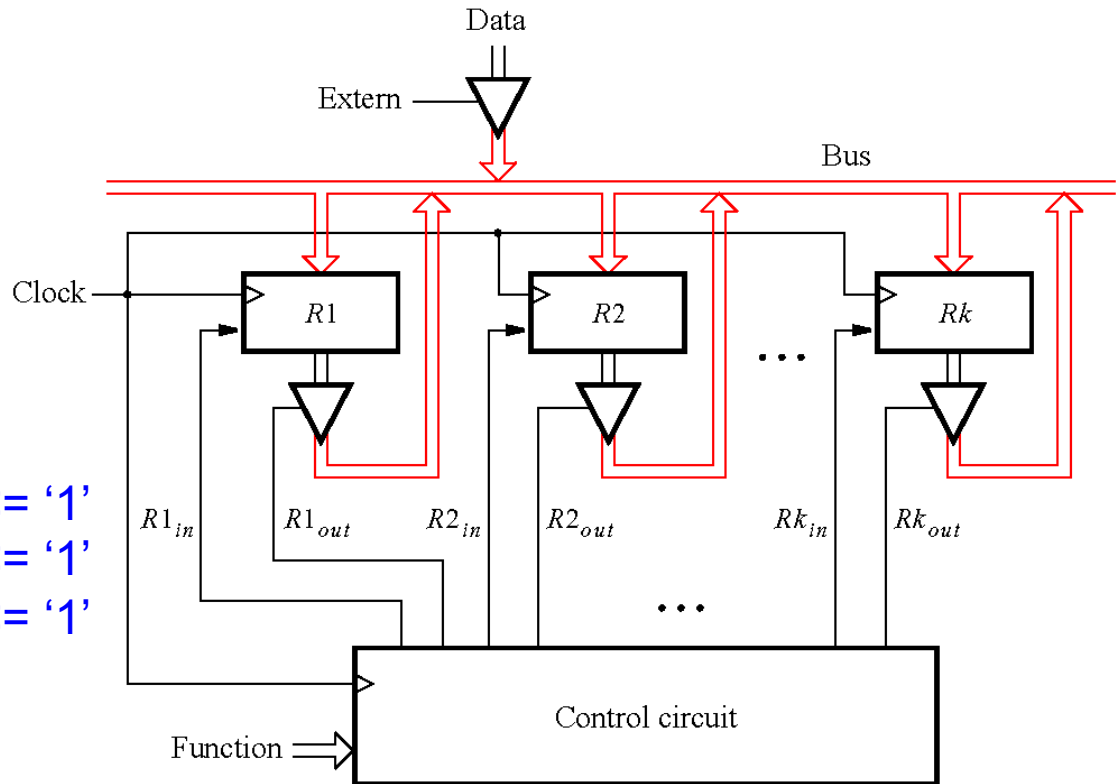 Data
Extern
Bus
Clock
R1
R2
Rk
...
= ‘1’
= ‘1’
= ‘1’
R1in
R1out
R2in
R2out
Rkin
Rkout
...
Control circuit
Function